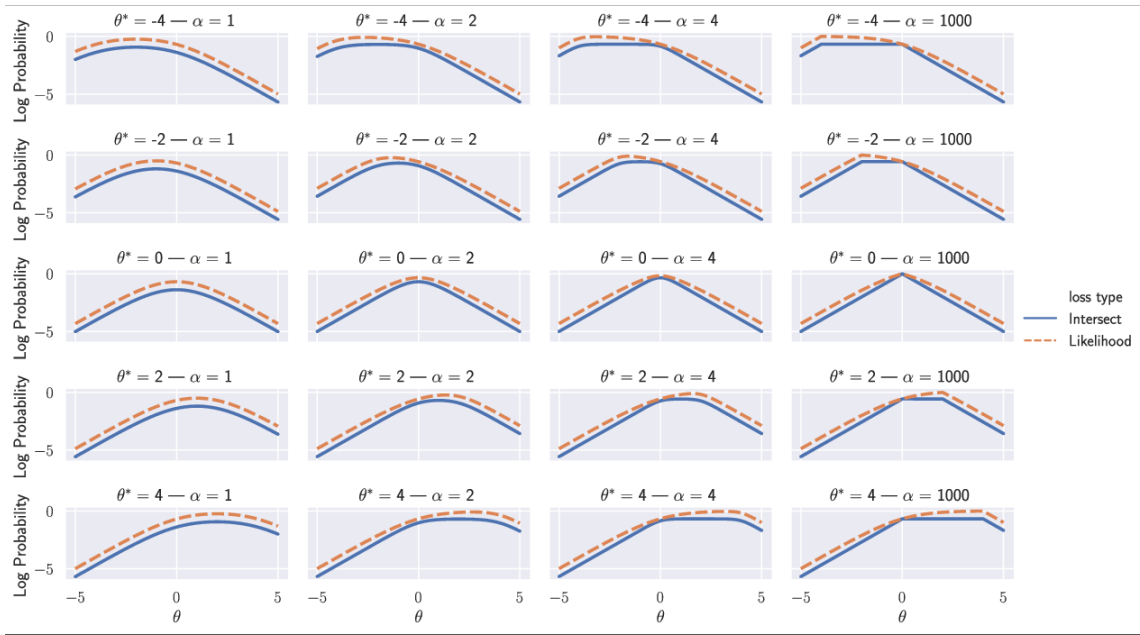 θ* = -4 — α = 1
θ* = -4 — α = 2
θ* = -4 — α = 4
θ* = -4 — α = 1000
Log Probability
0
−5
θ* = -2 — α = 1
θ* = -2 — α = 2
θ* = -2 — α = 4
θ* = -2 — α = 1000
Log Probability
0
−5
θ* = 0 — α = 1
θ* = 0 — α = 2
θ* = 0 — α = 4
θ* = 0 — α = 1000
Log Probability
0
−5
loss type
Intersect
Likelihood
θ* = 2 — α = 1
θ* = 2 — α = 2
θ* = 2 — α = 4
θ* = 2 — α = 1000
Log Probability
0
−5
θ* = 4 — α = 1
θ* = 4 — α = 2
θ* = 4 — α = 4
θ* = 4 — α = 1000
Log Probability
0
−5
−5 0 5
−5 0 5
−5 0 5
−5 0 5
θ
θ
θ
θ